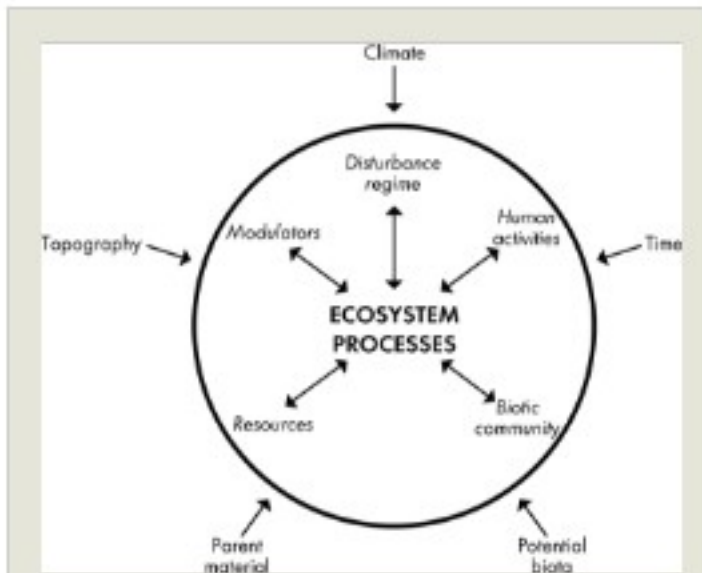 Climate
Disturbance
regime
Modulators
Human
activities
Topography
Time
ECOSYSTEM
PROCESSES
Resources
Biotic
community
Parent
material
Potential
biota